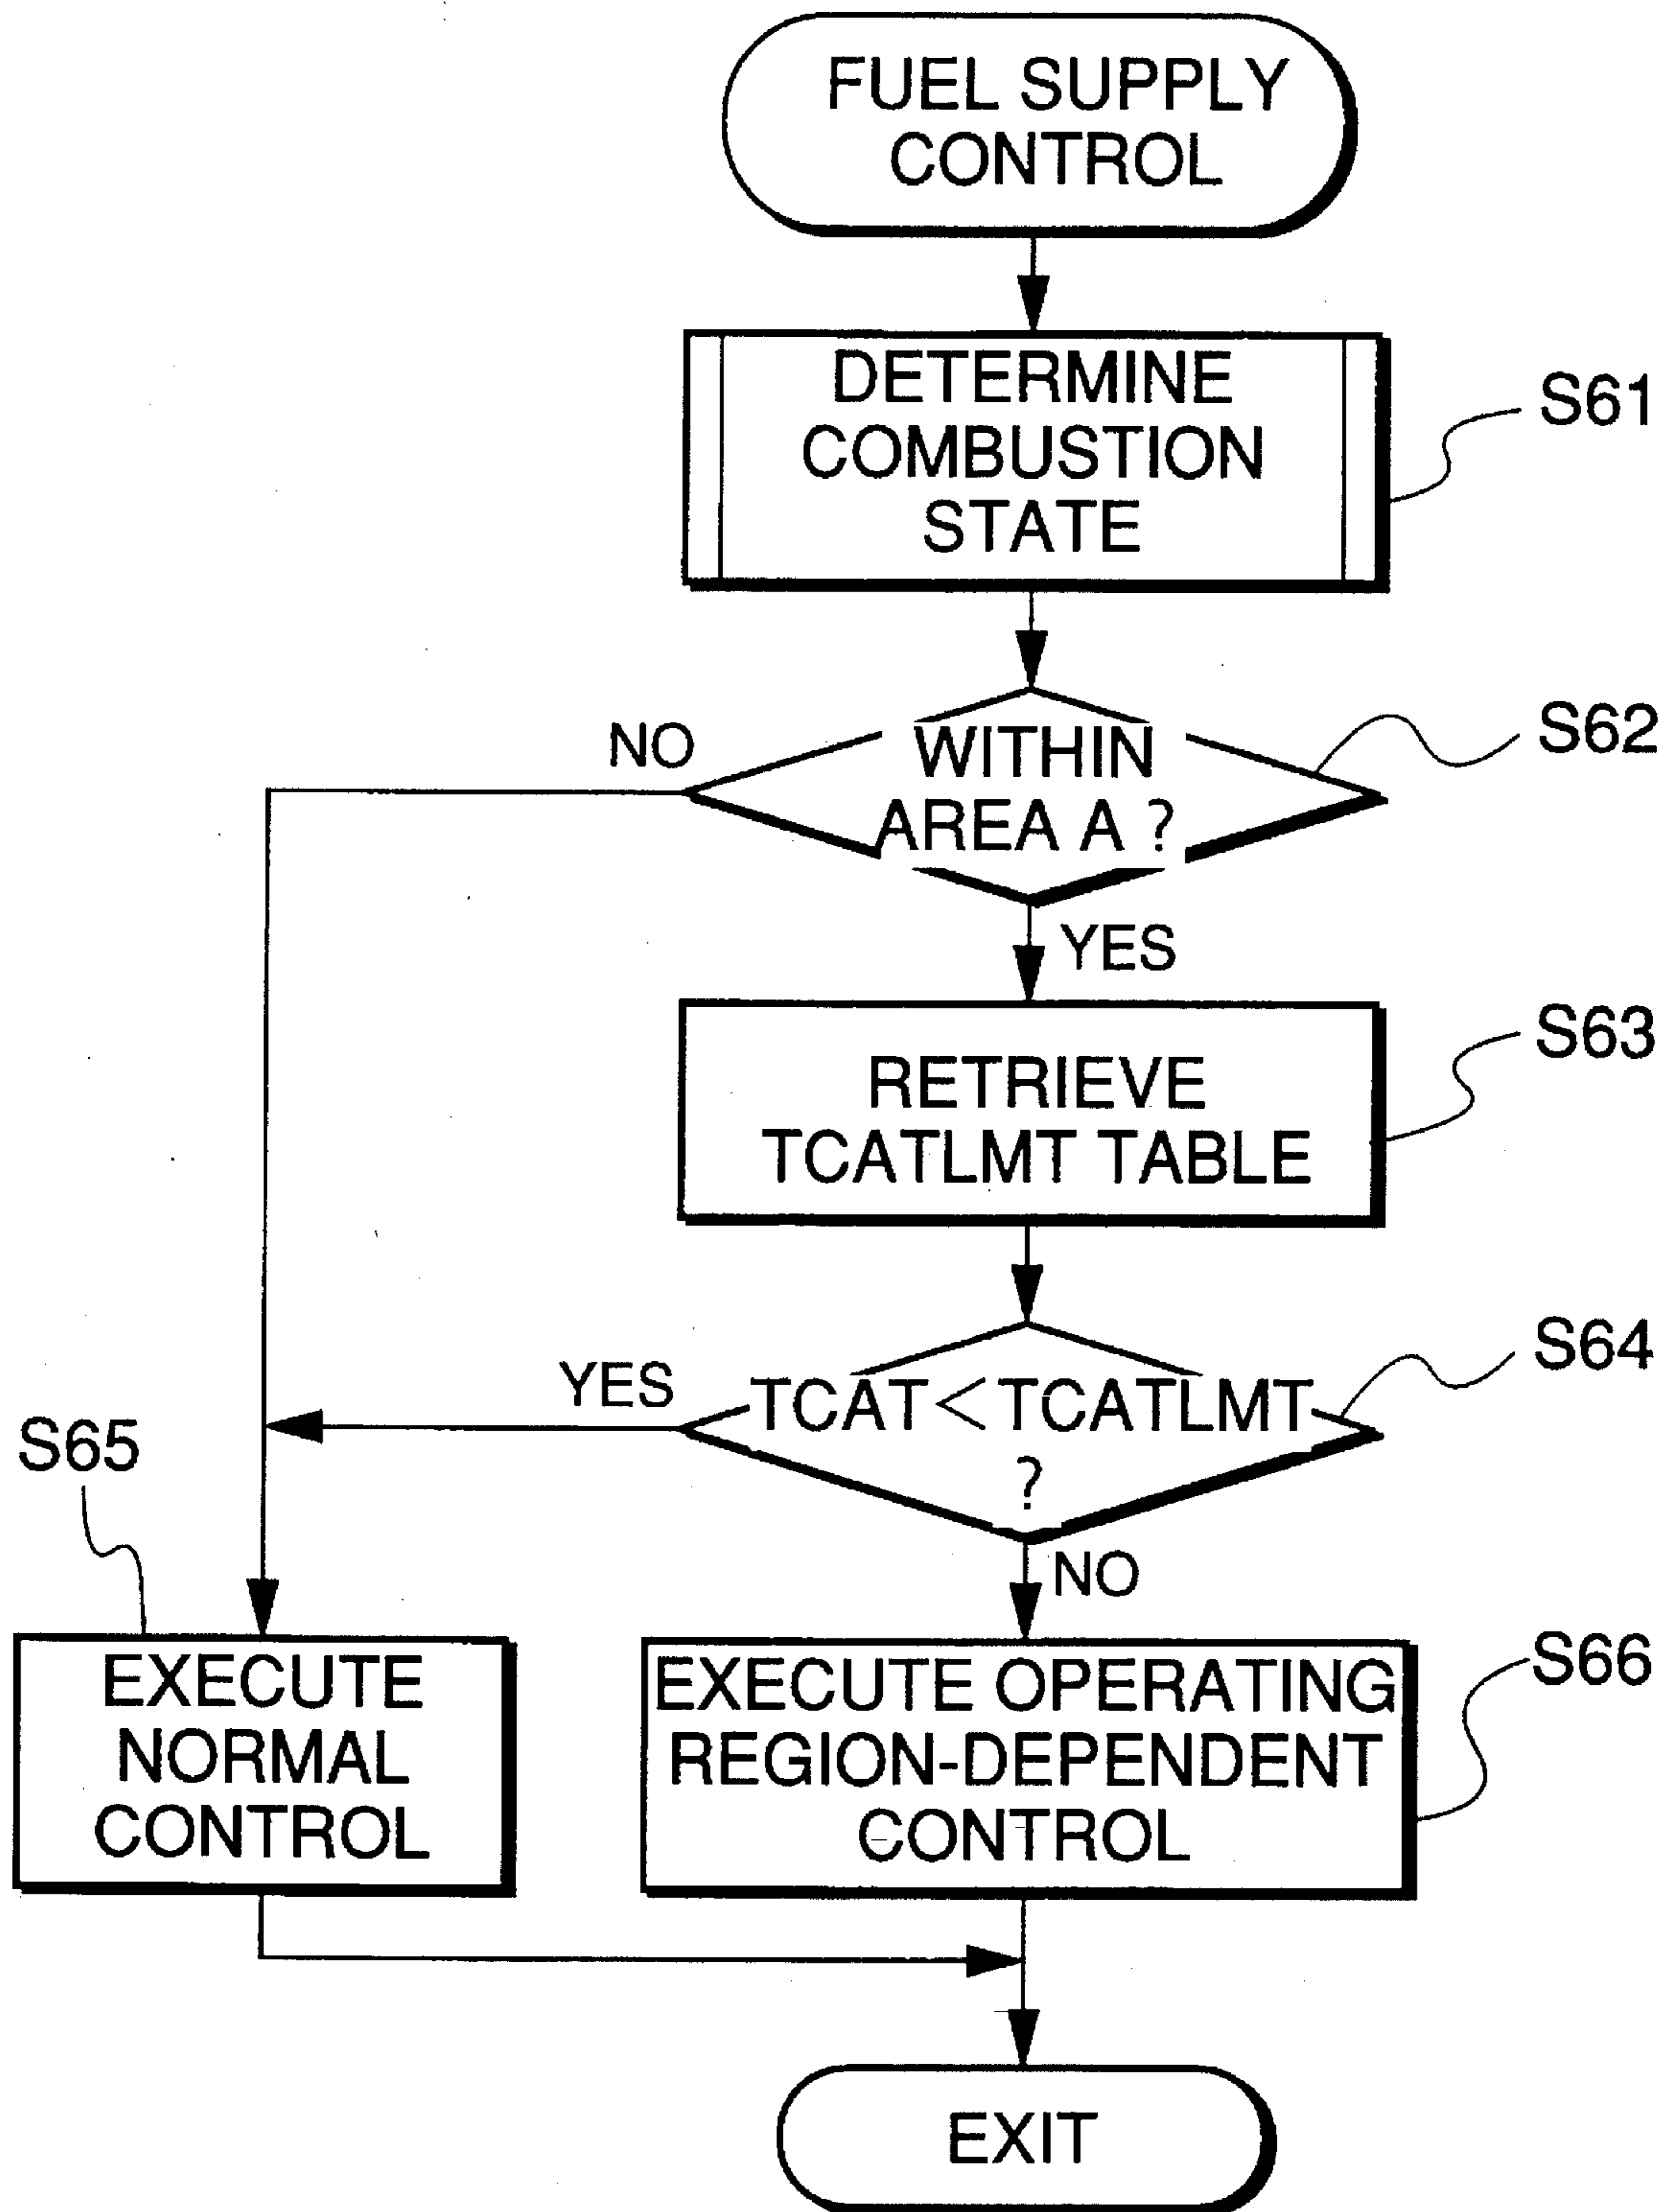 FUEL SUPPLY
CONTROL
DETERMINE
COMBUSTION
STATE
S61
WITHIN
AREA A ?
S62
NO
YES
RETRIEVE
TCATLMT TABLE
S63
TCAT<TCATLMT
?
S64
YES
NO
S65
EXECUTE
NORMAL
CONTROL
EXECUTE OPERATING
REGION-DEPENDENT
CONTROL
S66
EXIT